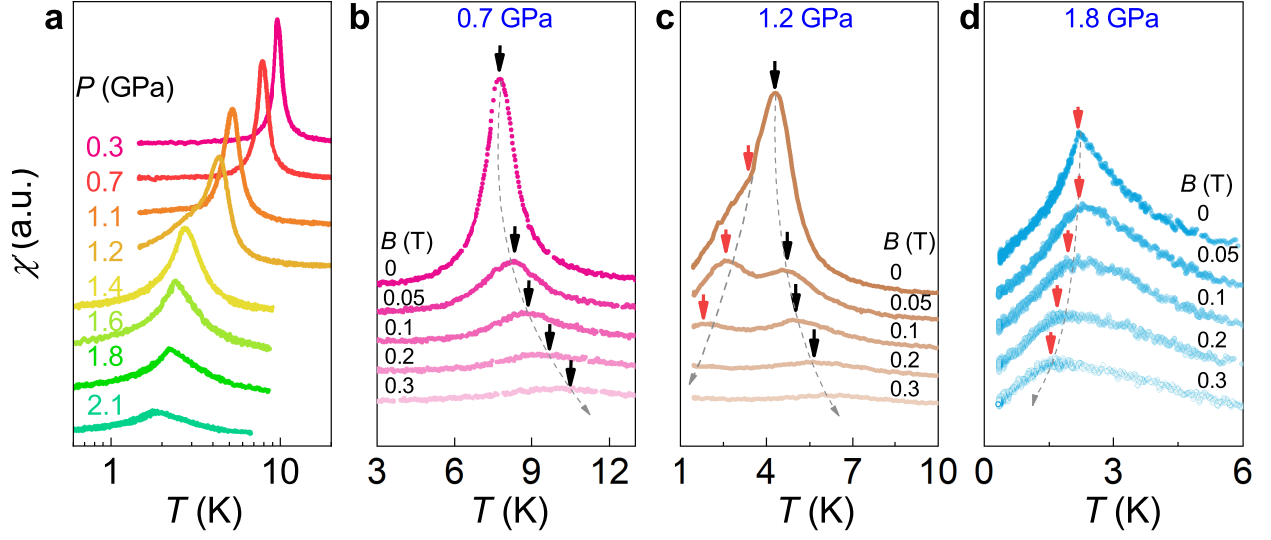 a
P (GPa)
0.3
0.7
1.1
1.2
1.4
1.6
1.8
2.1
χ′ (a.u.)
1 10
T (K)
b
0.7 GPa
B (T)
0
0.05
0.1
0.2
0.3
3 6 9 12
T (K)
c
1.2 GPa
B (T)
0
0.05
0.1
0.2
0.3
1 4 7 10
T (K)
d
1.8 GPa
B (T)
0
0.05
0.1
0.2
0.3
0 3 6
T (K)